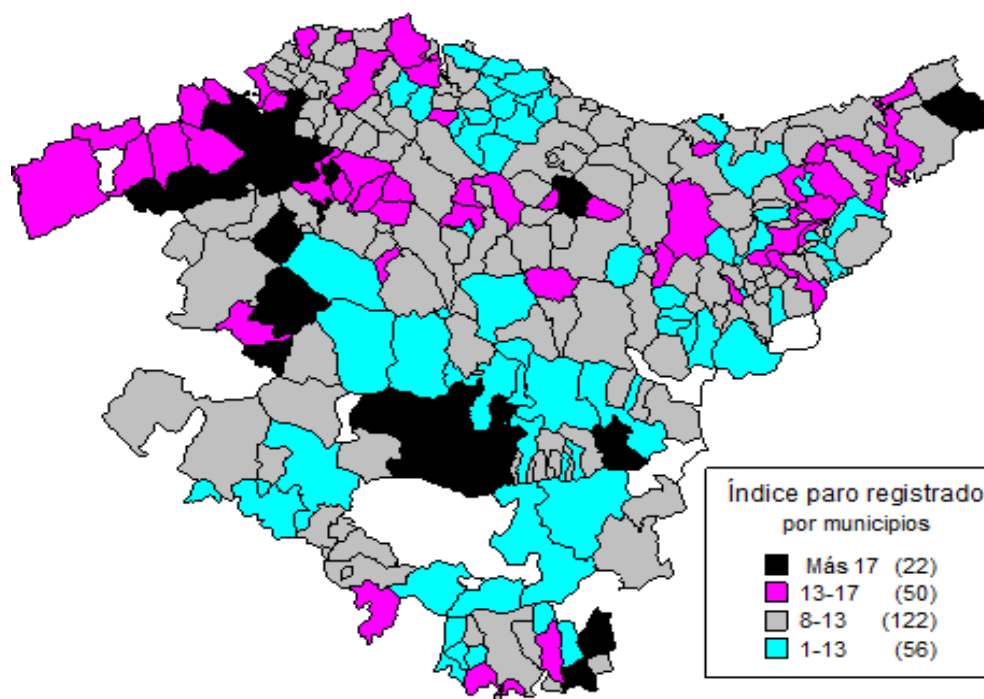 Índice paro registrado
por municipios
Más 17 (22)
13-17 (50)
8-13 (122)
1-13 (56)